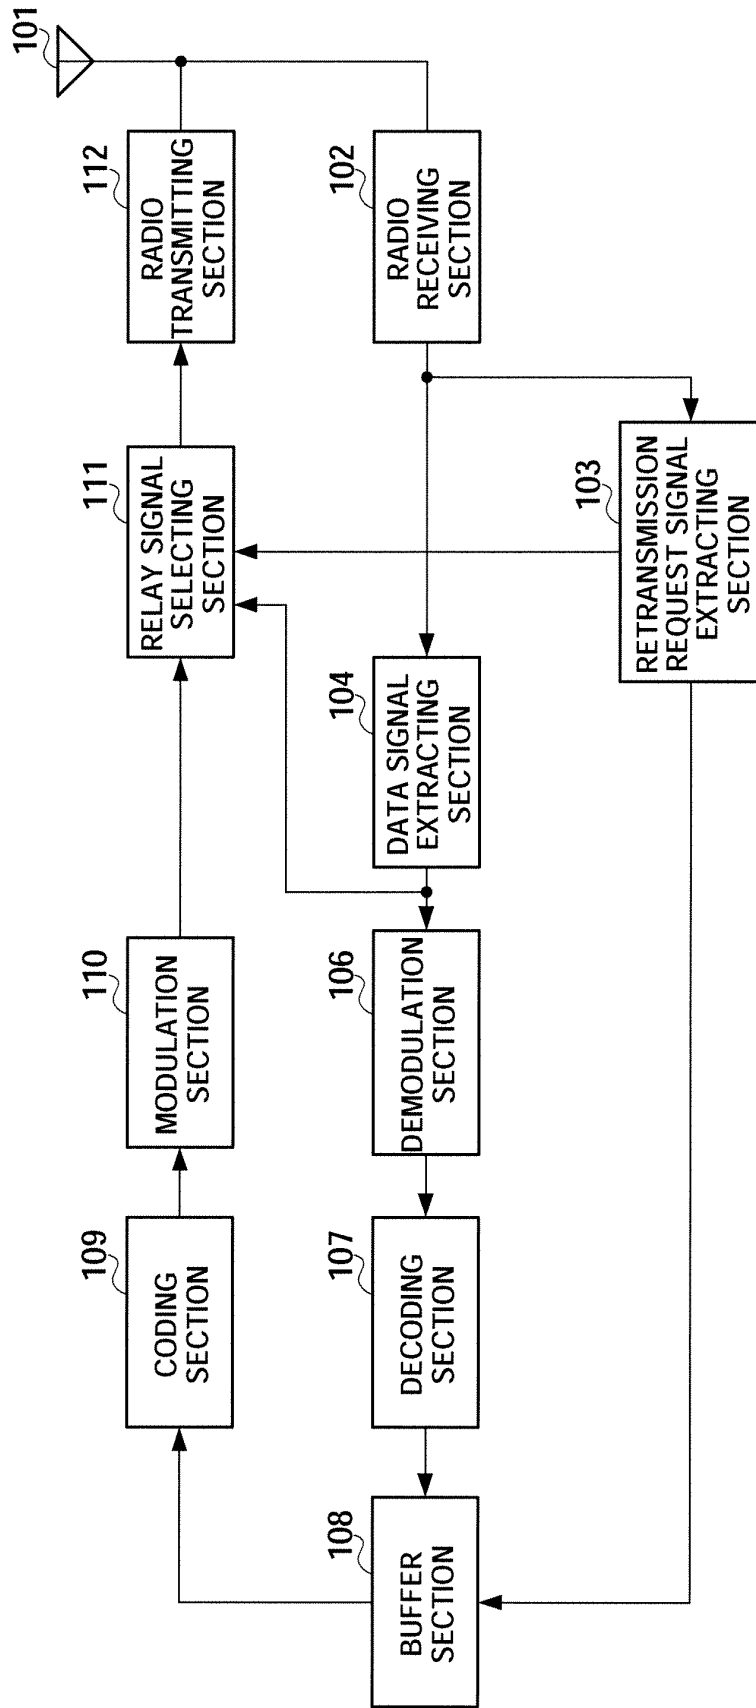 101
109
CODING
SECTION
110
MODULATION
SECTION
111
RELAY SIGNAL
SELECTING
SECTION
112
RADIO
TRANSMITTING
SECTION
108
BUFFER
SECTION
107
DECODING
SECTION
106
DEMODULATION
SECTION
104
DATA SIGNAL
EXTRACTING
SECTION
102
RADIO
RECEIVING
SECTION
103
RETRANSMISSION
REQUEST SIGNAL
EXTRACTING
SECTION